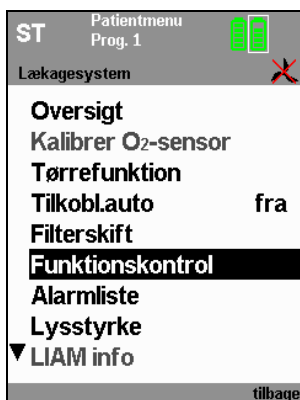 ST
Patientmenu
Prog. 1
Lækagesystem
Oversigt
Kalibrer O2-sensor
Tørrefunktion
Tilkobl.auto fra
Filterskift
Funktionskontrol
Alarmliste
Lysstyrke
▼ LIAM info
tilbage